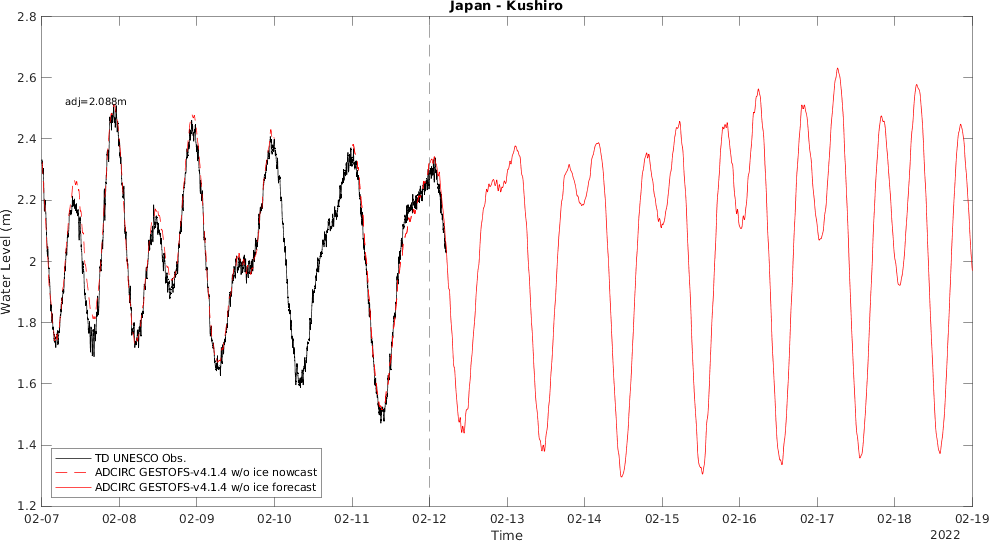 Japan - Kushiro
2.8
2.6
2.4
2.2
2
1.8
1.6
1.4
1.2
Water Level (m)
adj=2.088m
TD UNESCO Obs.
ADCIRC GESTOFS-v4.1.4 w/o ice nowcast
ADCIRC GESTOFS-v4.1.4 w/o ice forecast
02-07 02-08 02-09 02-10 02-11 02-12 02-13 02-14 02-15 02-16 02-17 02-18 02-19
Time
2022